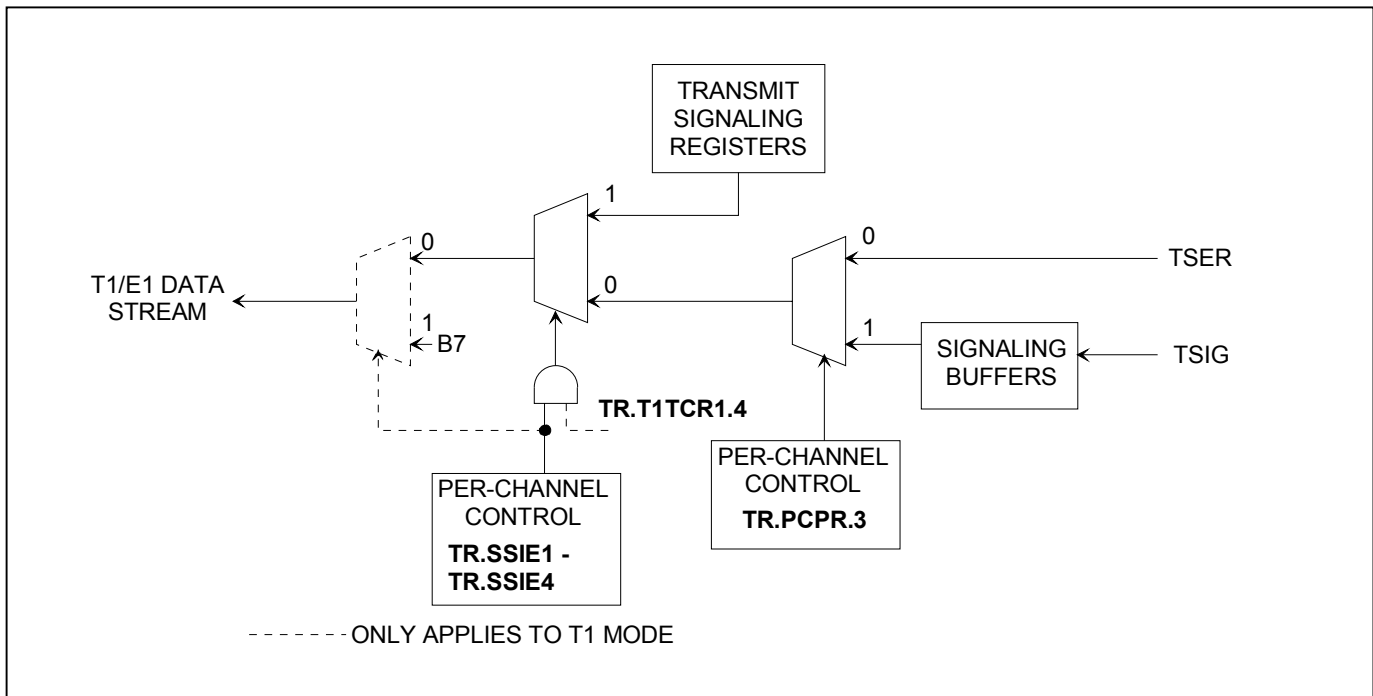 TRANSMIT
SIGNALING
REGISTERS
1
0
0
T1/E1 DATA
STREAM
TSER
0
1
B7
1
SIGNALING
BUFFERS
TSIG
TR.T1TCR1.4
PER-CHANNEL
CONTROL
TR.PCPR.3
PER-CHANNEL
CONTROL
TR.SSIE1 -
TR.SSIE4
ONLY APPLIES TO T1 MODE